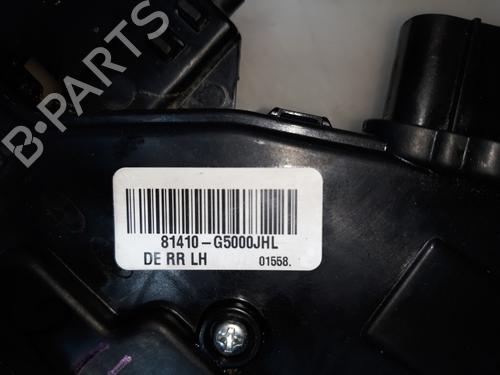 B-PARTS
81410-G5000JHL
DE RR LH 01558.